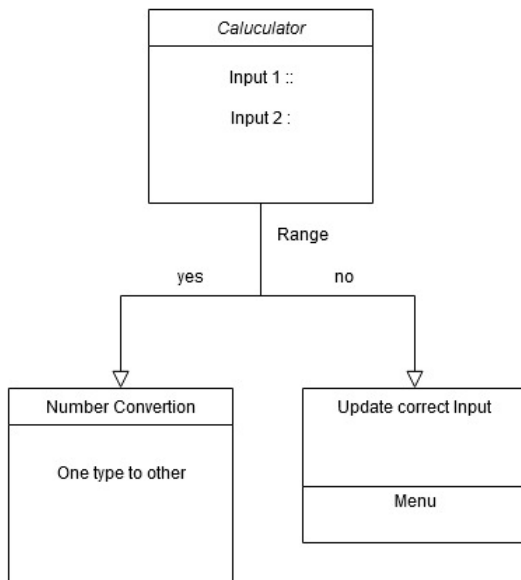 Caluculator
Input 1 ::
Input 2 :
Range
yes
no
Number Convertion
One type to other
Update correct Input
Menu